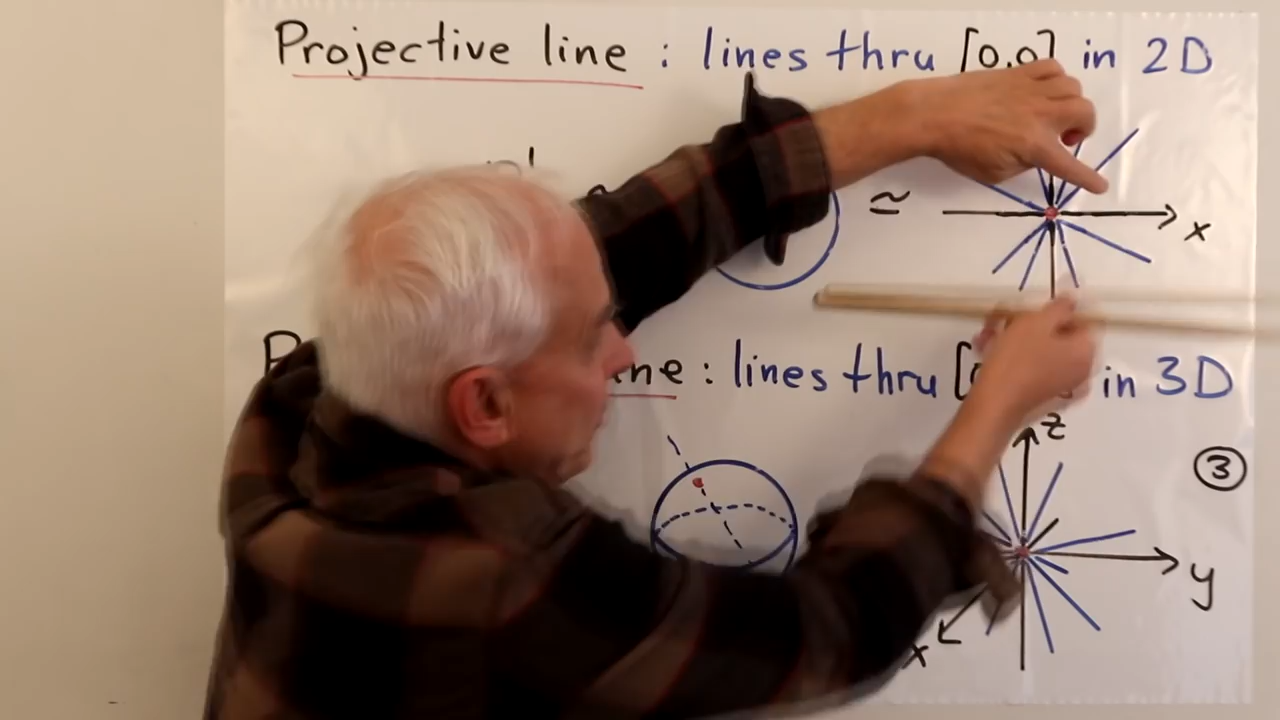 Projective line : lines thru [0,0] in 2D
≃ x
: lines thru in 3D
z
③
y
x